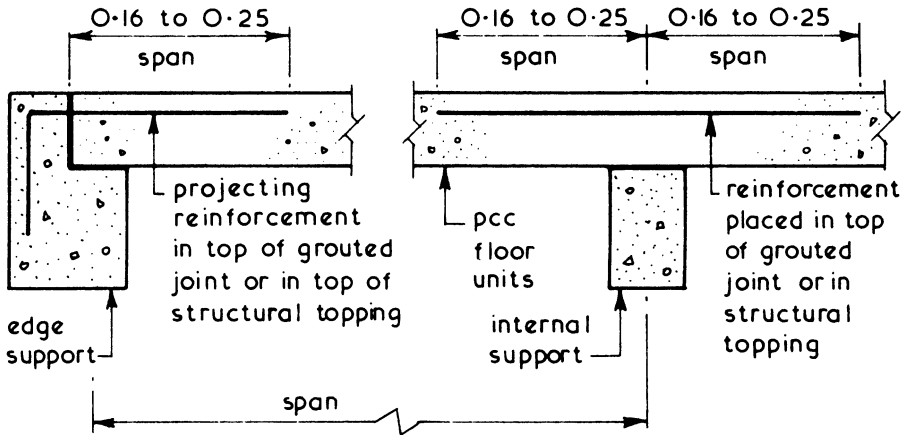 0·16 to 0·25
span
0·16 to 0·25
span
0·16 to 0·25
span
projecting
reinforcement
in top of grouted
joint or in top of
structural topping
edge
support
pcc
floor
units
internal
support
reinforcement
placed in top
of grouted
joint or in
structural
topping
span